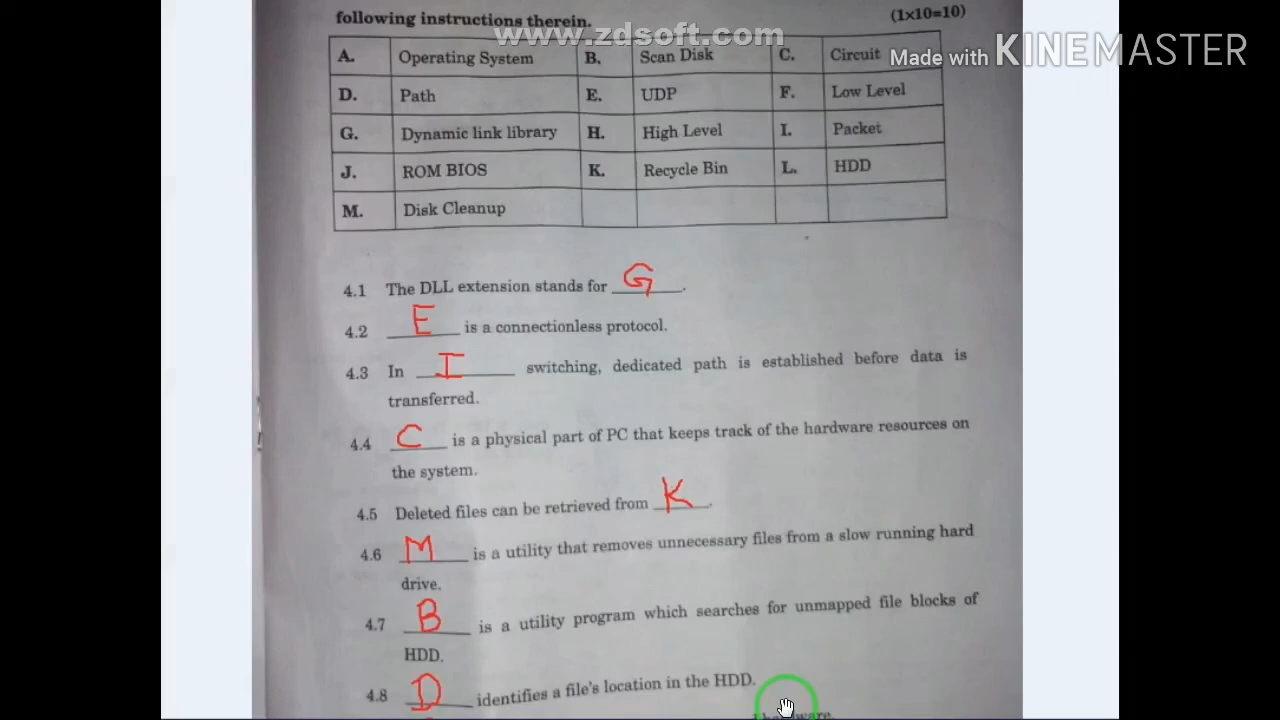 following instructions therein. (1×10=10)
www.zdsoft.com
Made with KINEMASTER
A. Operating System B. Scan Disk C. Circuit
D. Path E. UDP F. Low Level
G. Dynamic link library H. High Level I. Packet
J. ROM BIOS K. Recycle Bin L. HDD
M. Disk Cleanup
4.1 The DLL extension stands for G.
4.2 E is a connectionless protocol.
4.3 In I switching, dedicated path is established before data is
transferred.
4.4 C is a physical part of PC that keeps track of the hardware resources on
the system.
4.5 Deleted files can be retrieved from K.
4.6 M is a utility that removes unnecessary files from a slow running hard
drive.
4.7 B is a utility program which searches for unmapped file blocks of
HDD.
4.8 D identifies a file's location in the HDD.